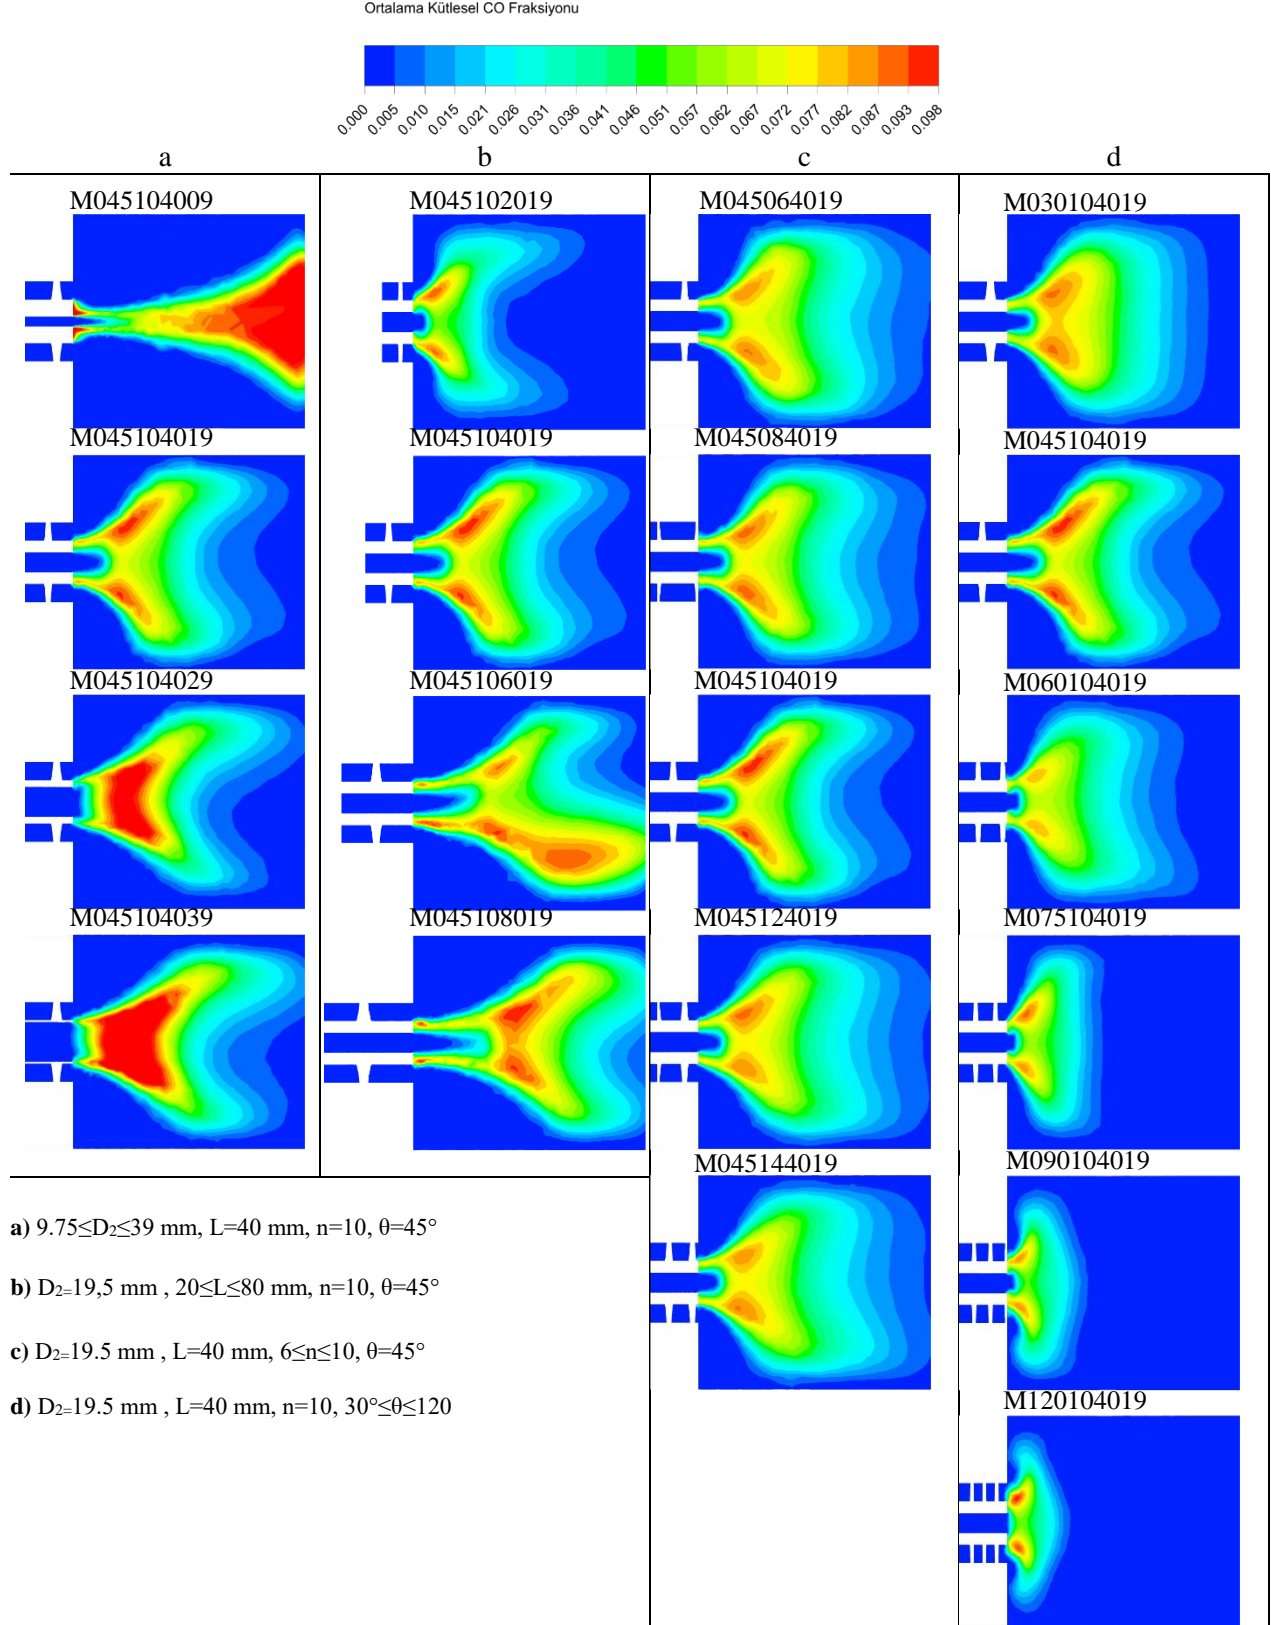 Ortalama Kütlesel CO Fraksiyonu
0.000 0.005 0.010 0.015 0.021 0.026 0.031 0.036 0.041 0.046 0.051 0.057 0.062 0.067 0.072 0.077 0.082 0.087 0.093 0.098
a b c d
M045104009 M045102019 M045064019 M030104019
M045104019 M045104019 M045084019 M045104019
M045104029 M045106019 M045104019 M060104019
M045104039 M045108019 M045124019 M075104019
M045144019 M090104019
a) 9.75≤D2≤39 mm, L=40 mm, n=10, θ=45°
b) D2=19,5 mm , 20≤L≤80 mm, n=10, θ=45°
c) D2=19.5 mm , L=40 mm, 6≤n≤10, θ=45°
d) D2=19.5 mm , L=40 mm, n=10, 30°≤θ≤120
M120104019